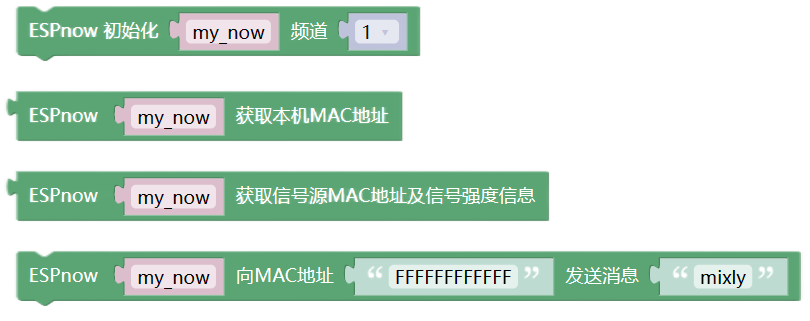 ESPnow 初始化 my_now 频道 1
ESPnow my_now 获取本机MAC地址
ESPnow my_now 获取信号源MAC地址及信号强度信息
ESPnow my_now 向MAC地址 “ FFFFFFFFFFFF ” 发送消息 “ mixly ”